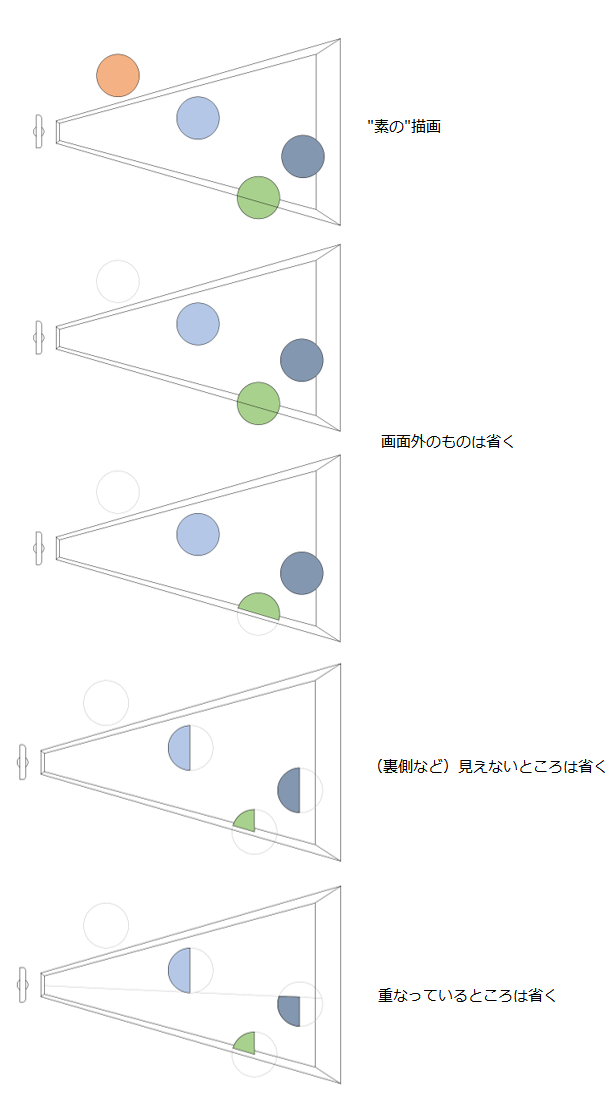 "素の"描画
画面外のものは省く
（裏側など）見えないところは省く
重なっているところは省く